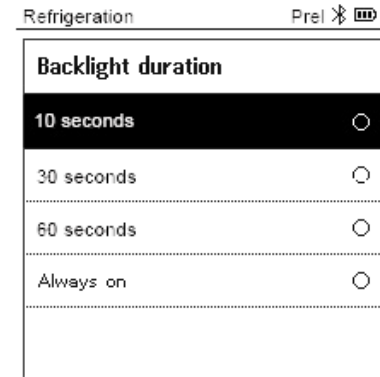 Refrigeration Prel
Backlight duration
10 seconds
30 seconds
60 seconds
Always on